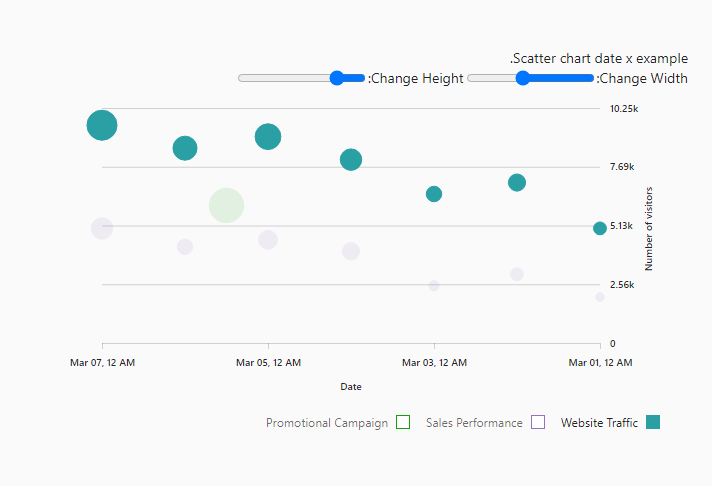 .Scatter chart date x example
:Change Width :Change Height
10.25k
7.69k
5.13k
2.56k
0
Number of visitors
Mar 07, 12 AM Mar 05, 12 AM Mar 03, 12 AM Mar 01, 12 AM
Date
Promotional Campaign Sales Performance Website Traffic